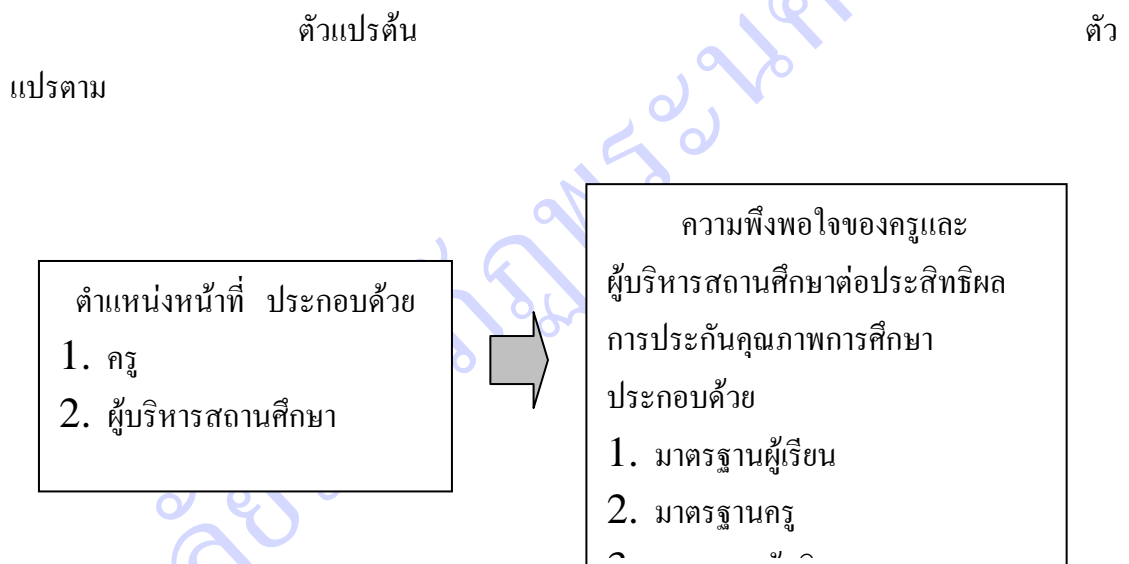 ตัวแปรต้น ตัว
แปรตาม
ตำแหน่งหน้าที่ ประกอบด้วย
1. ครู
2. ผู้บริหารสถานศึกษา
ความพึงพอใจของครูและ
ผู้บริหารสถานศึกษาต่อประสิทธิผล
การประกันคุณภาพการศึกษา
ประกอบด้วย
1. มาตรฐานผู้เรียน
2. มาตรฐานครู